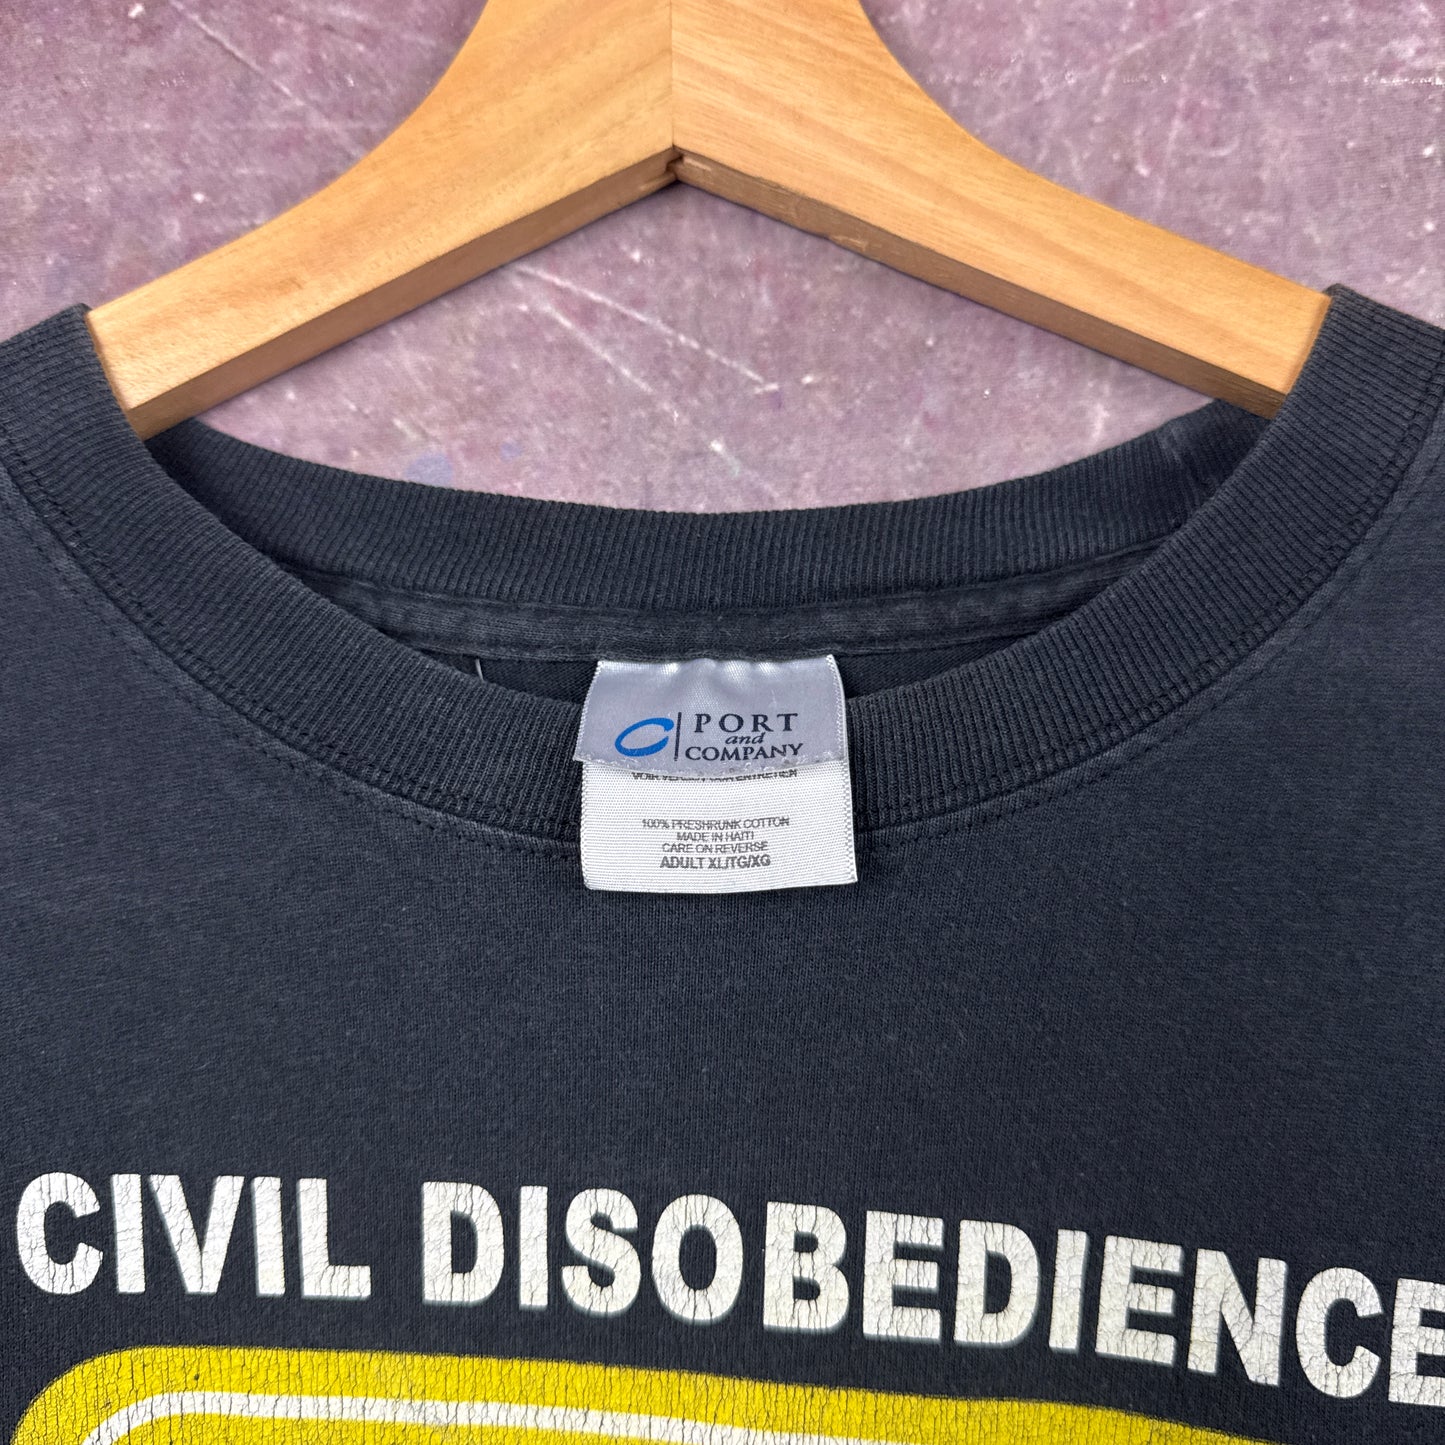 PORT
and
COMPANY
100% PRESHRUNK COTTON
MADE IN HAITI
CARE ON REVERSE
ADULT XL/TG/XG
CIVIL DISOBEDIENCE